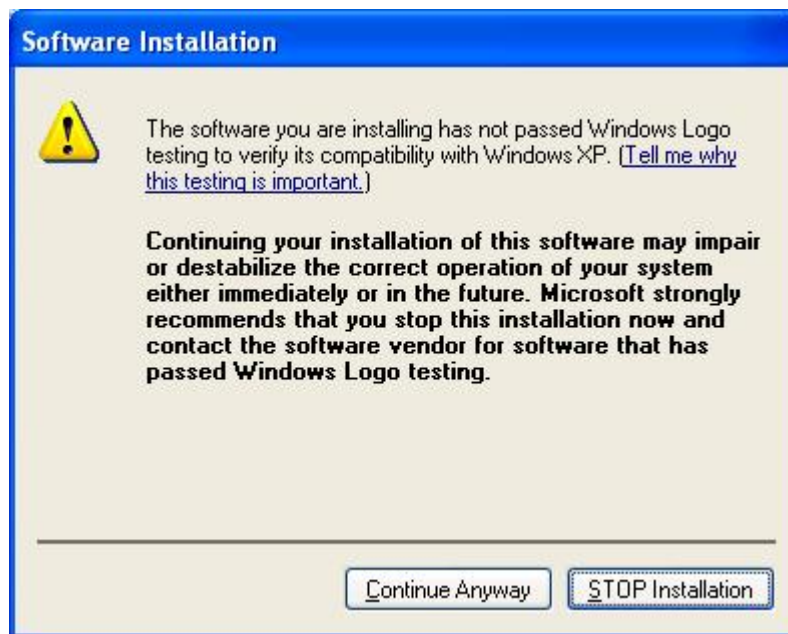 Software Installation
The software you are installing has not passed Windows Logo
testing to verify its compatibility with Windows XP. (Tell me why
this testing is important.)
Continuing your installation of this software may impair
or destabilize the correct operation of your system
either immediately or in the future. Microsoft strongly
recommends that you stop this installation now and
contact the software vendor for software that has
passed Windows Logo testing.
Continue Anyway
STOP Installation